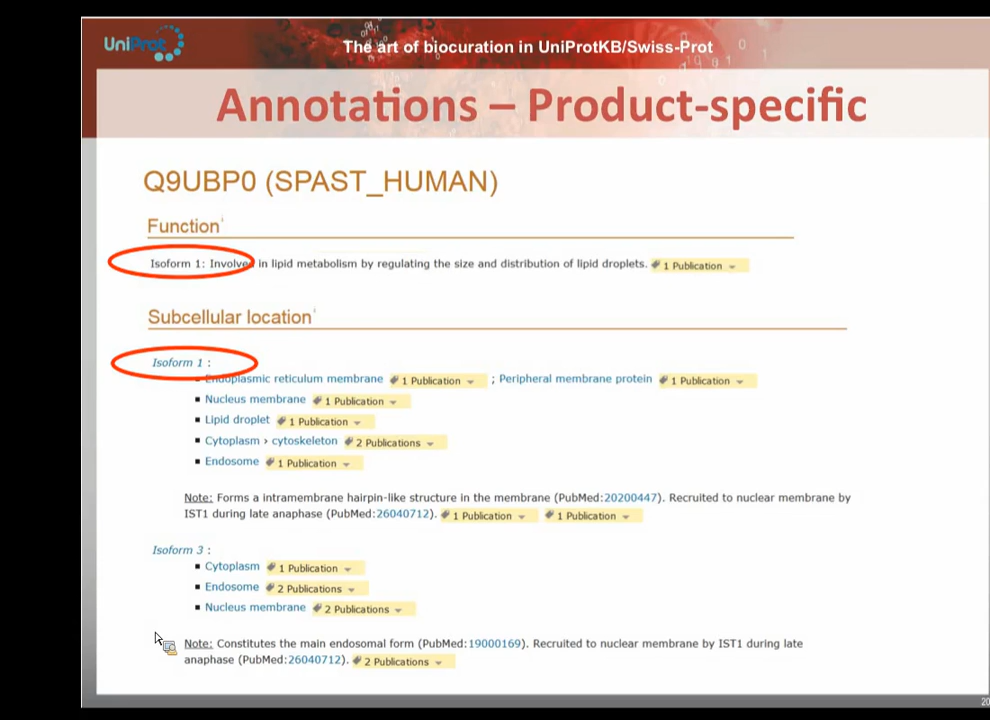 UniProt
The art of biocuration in UniProtKB/Swiss-Prot
Annotations – Product-specific
Q9UBP0 (SPAST_HUMAN)
Function
Isoform 1: Involved in lipid metabolism by regulating the size and distribution of lipid droplets. 1 Publication
Subcellular location
Isoform 1 :
Endoplasmic reticulum membrane 1 Publication ; Peripheral membrane protein 1 Publication
Nucleus membrane 1 Publication
Lipid droplet 1 Publication
Cytoplasm › cytoskeleton 2 Publications
Endosome 1 Publication
Note: Forms a intramembrane hairpin-like structure in the membrane (PubMed:20200447). Recruited to nuclear membrane by
IST1 during late anaphase (PubMed:26040712). 1 Publication 1 Publication
Isoform 3 :
Cytoplasm 1 Publication
Endosome 2 Publications
Nucleus membrane 2 Publications
Note: Constitutes the main endosomal form (PubMed:19000169). Recruited to nuclear membrane by IST1 during late
anaphase (PubMed:26040712). 2 Publications